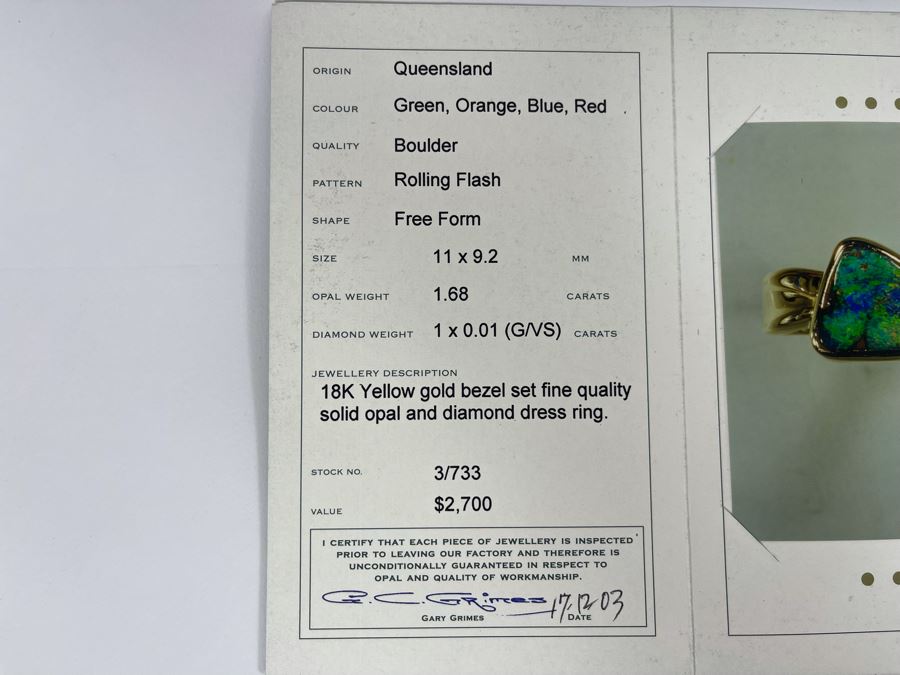 ORIGIN Queensland
COLOUR Green, Orange, Blue, Red
QUALITY Boulder
PATTERN Rolling Flash
SHAPE Free Form
SIZE 11 x 9.2 MM
OPAL WEIGHT 1.68 CARATS
DIAMOND WEIGHT 1 x 0.01 (G/VS) CARATS
JEWELLERY DESCRIPTION
18K Yellow gold bezel set fine quality
solid opal and diamond dress ring.
STOCK NO. 3/733
VALUE $2,700
I CERTIFY THAT EACH PIECE OF JEWELLERY IS INSPECTED
PRIOR TO LEAVING OUR FACTORY AND THEREFORE IS
UNCONDITIONALLY GUARANTEED IN RESPECT TO
OPAL AND QUALITY OF WORKMANSHIP.
G. C. Grimes 17.12.03
GARY GRIMES DATE